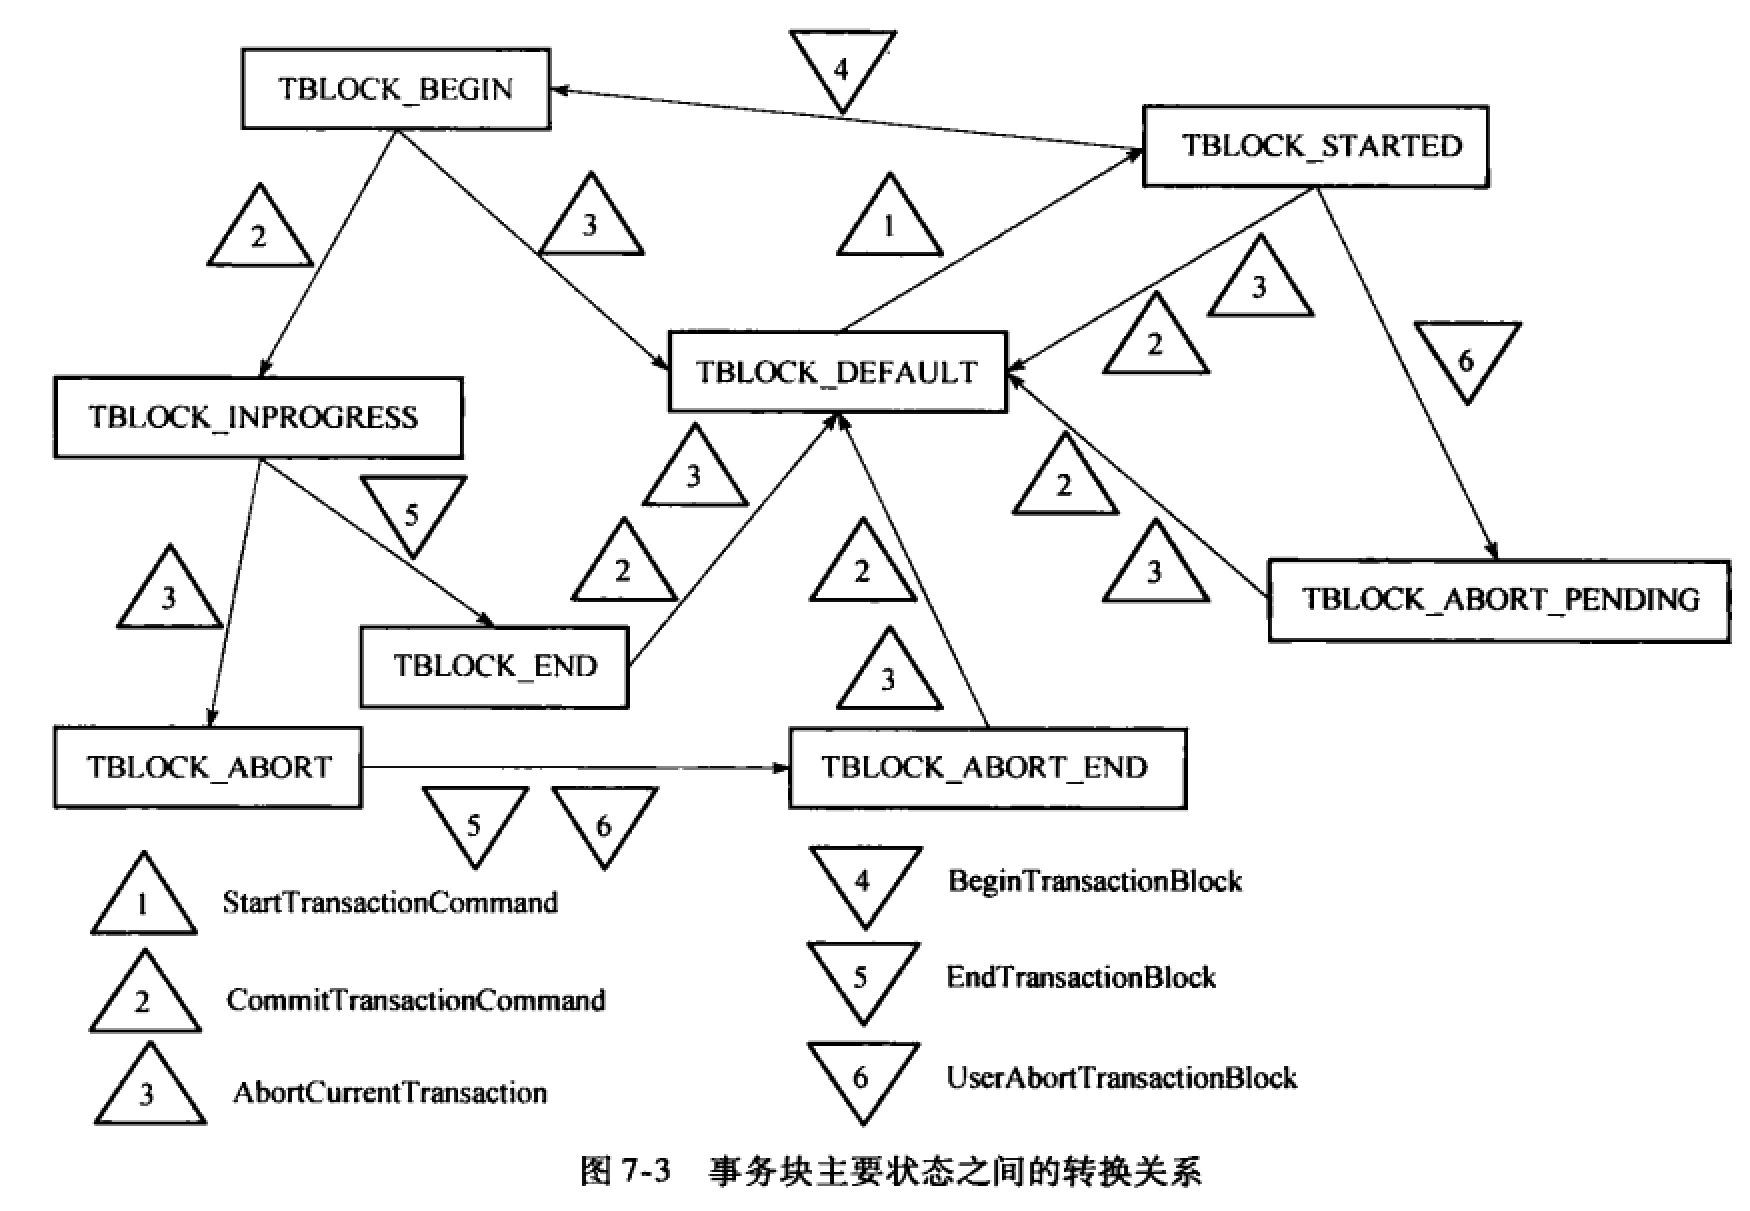 4
TBLOCK_BEGIN
TBLOCK_STARTED
2
3
1
3
2
TBLOCK_DEFAULT
6
TBLOCK_INPROGRESS
3
2
5
2
2
3
3
TBLOCK_ABORT_PENDING
TBLOCK_END
3
TBLOCK_ABORT
TBLOCK_ABORT_END
5
6
1 StartTransactionCommand
4 BeginTransactionBlock
2 CommitTransactionCommand
5 EndTransactionBlock
3 AbortCurrentTransaction
6 UserAbortTransactionBlock
图 7-3 事务块主要状态之间的转换关系